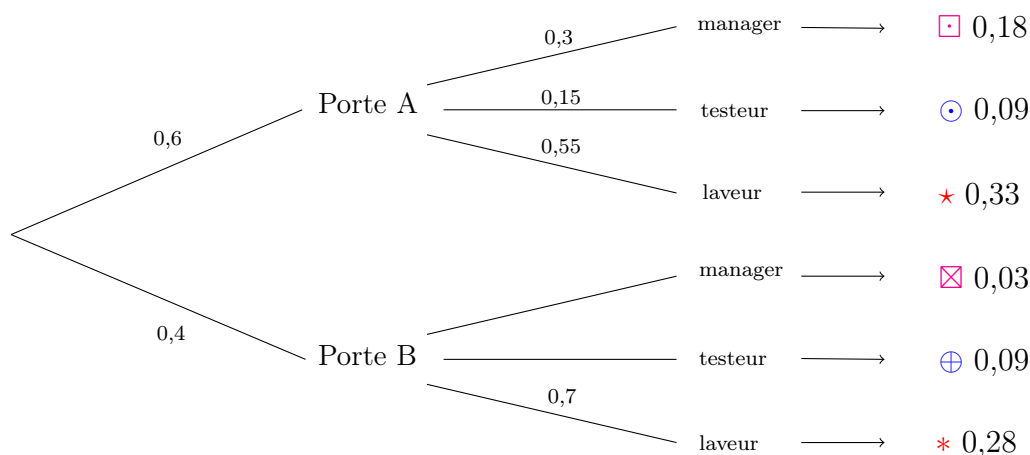 manager ⊡ 0,18
0,3
Porte A 0,15 testeur ⊙ 0,09
0,6
0,55
laveur ⋆ 0,33
manager ⊠ 0,03
0,4
Porte B testeur ⊕ 0,09
0,7
laveur ∗ 0,28